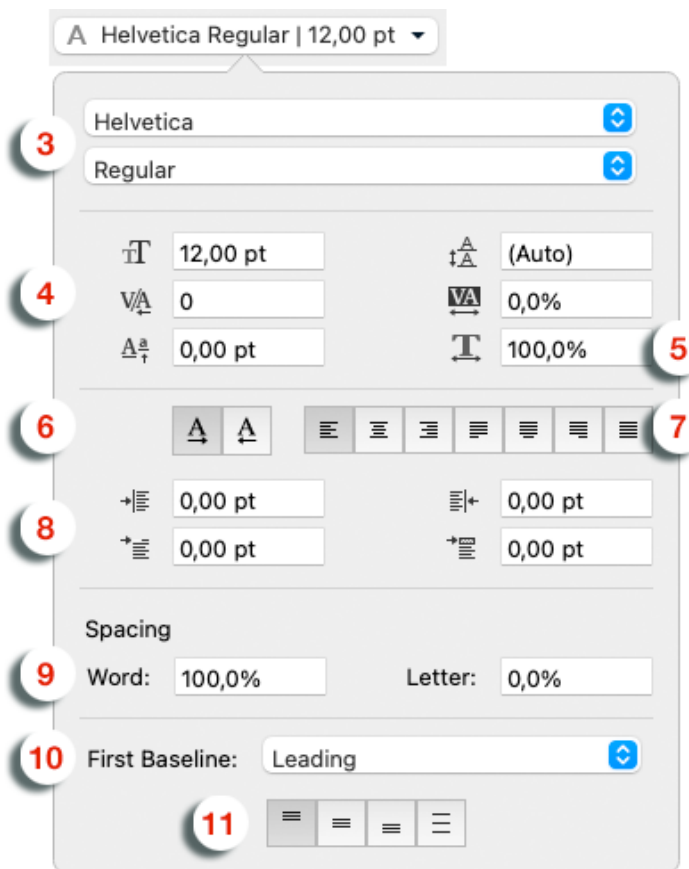 A Helvetica Regular | 12,00 pt
3 Helvetica
Regular
4 12,00 pt (Auto)
0 0,0%
0,00 pt 100,0% 5
6 7
8 0,00 pt 0,00 pt
0,00 pt 0,00 pt
Spacing
9 Word: 100,0% Letter: 0,0%
10 First Baseline: Leading
11